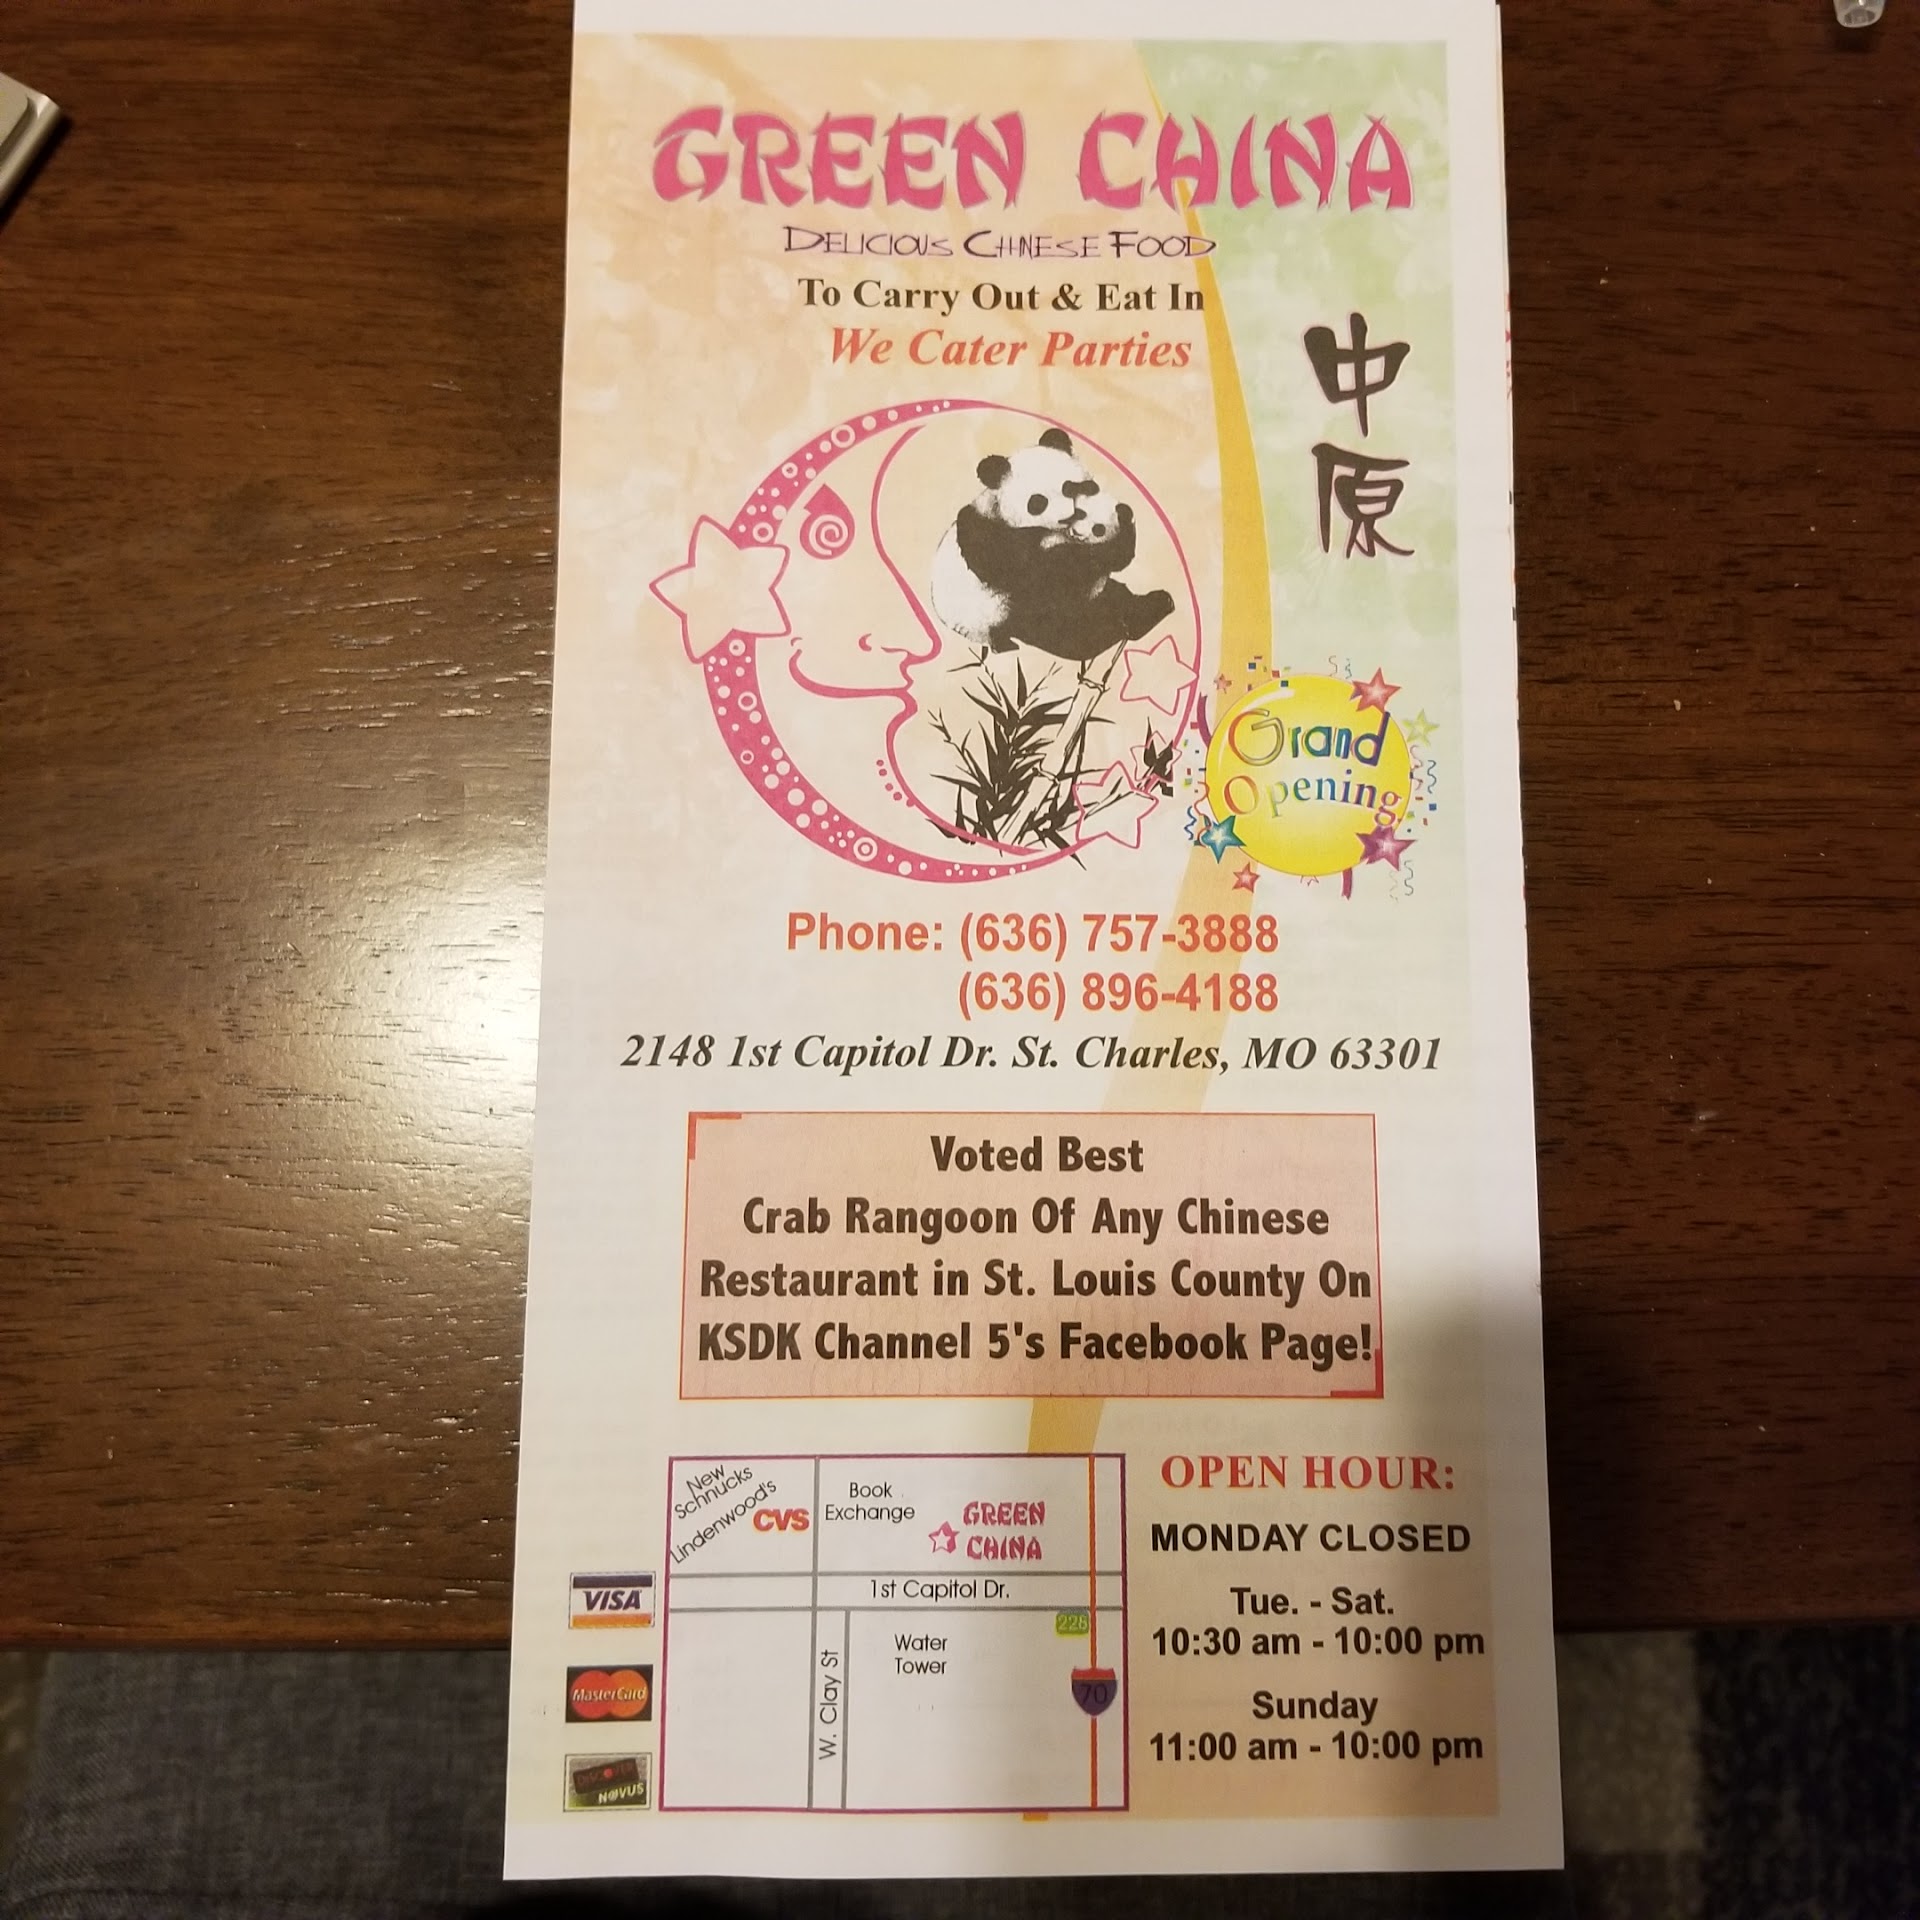 GREEN CHINA
DELICIOUS CHINESE FOOD
To Carry Out & Eat In
We Cater Parties
中
原
Grand
Opening
Phone: (636) 757-3888
(636) 896-4188
2148 1st Capitol Dr. St. Charles, MO 63301
Voted Best
Crab Rangoon Of Any Chinese
Restaurant in St. Louis County On
KSDK Channel 5's Facebook Page!
New
Schnucks
Lindenwood's
CVS
Book
Exchange
GREEN
CHINA
1st Capitol Dr.
228
Water
Tower
W. Clay St
70
VISA
MasterCard
DISCOVER
NOVUS
OPEN HOUR:
MONDAY CLOSED
Tue. - Sat.
10:30 am - 10:00 pm
Sunday
11:00 am - 10:00 pm